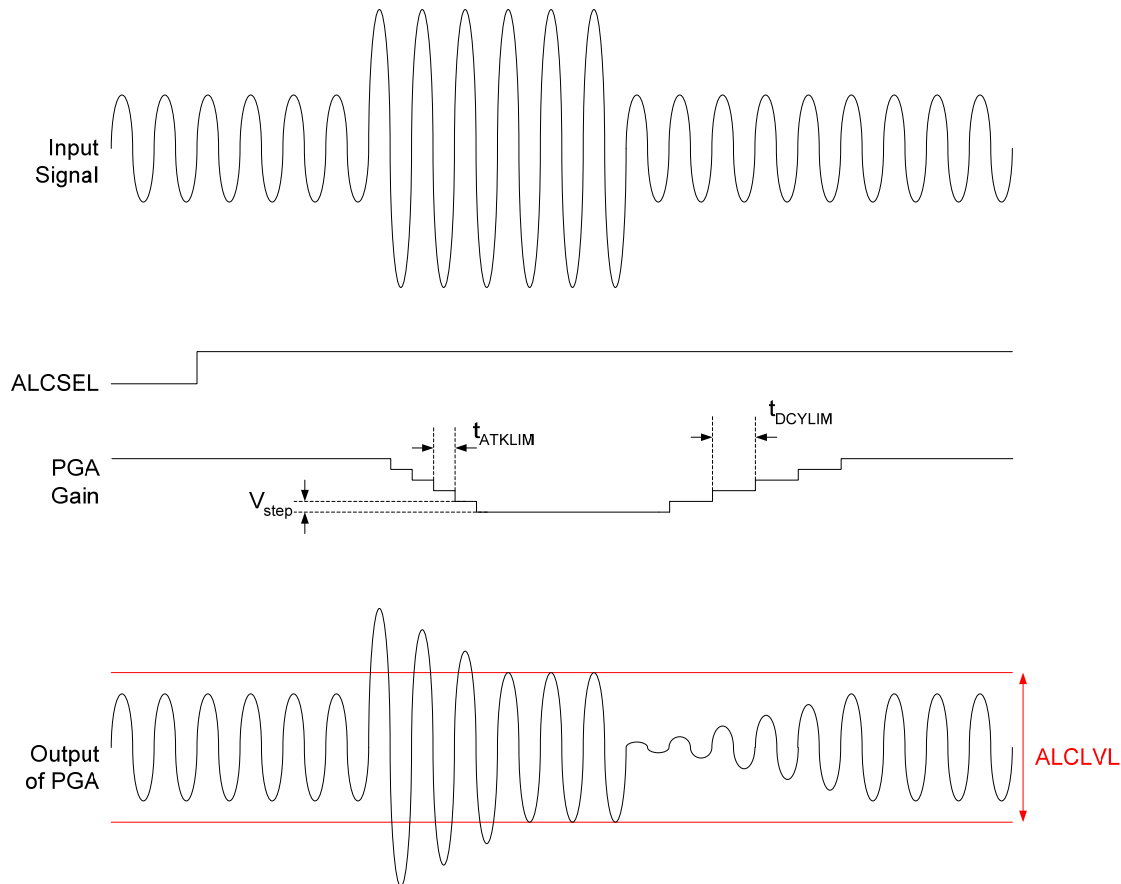 Input
Signal
ALCSEL
tDCYLIM
tATKLIM
PGA
Gain
Vstep
Output
of PGA
ALCLVL